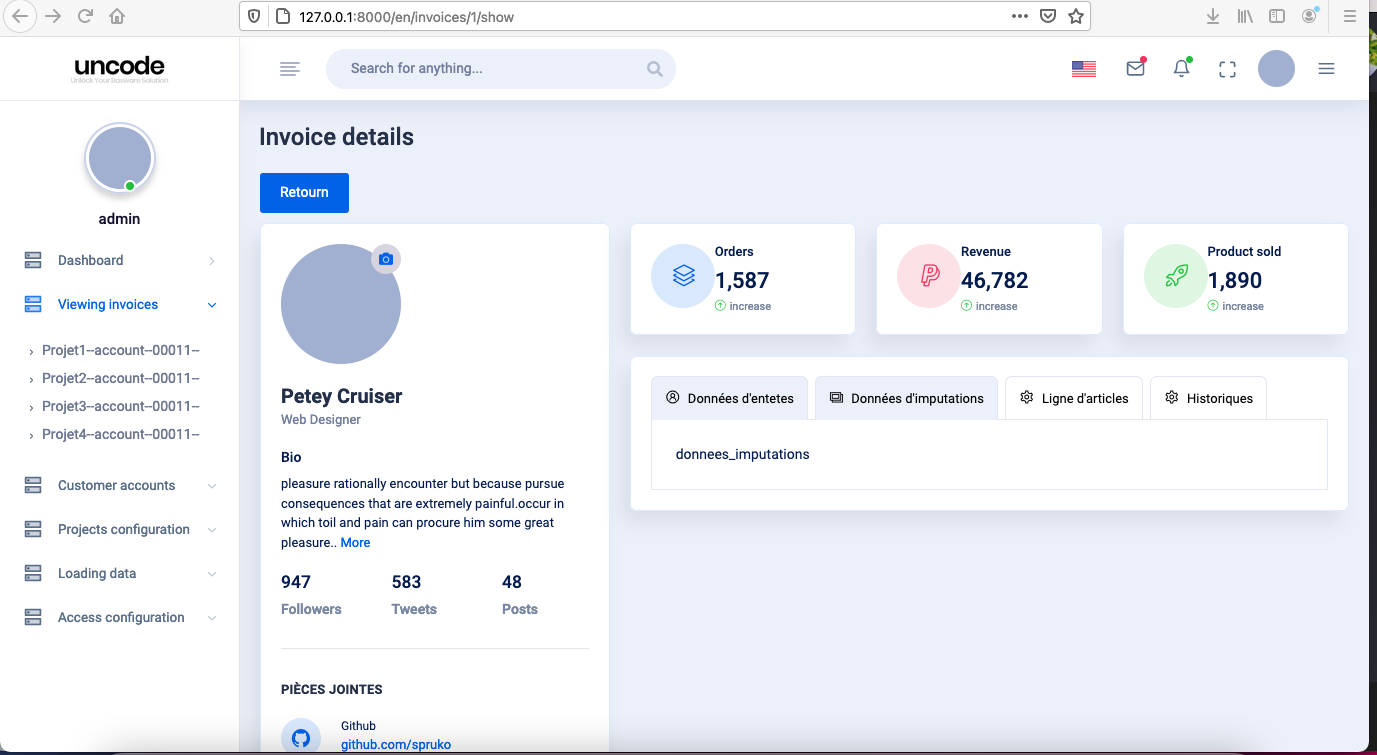 127.0.0.1:8000/en/invoices/1/show
uncode
Unlock Your Bassware Solution
Search for anything...
admin
Dashboard
Viewing invoices
Projet1--account--00011--
Projet2--account--00011--
Projet3--account--00011--
Projet4--account--00011--
Customer accounts
Projects configuration
Loading data
Access configuration
Invoice details
Retourn
Petey Cruiser
Web Designer
Bio
pleasure rationally encounter but because pursue
consequences that are extremely painful.occur in
which toil and pain can procure him some great
pleasure.. More
947 583 48
Followers Tweets Posts
PIÈCES JOINTES
Github
github.com/spruko
Orders
1,587
increase
Revenue
46,782
increase
Product sold
1,890
increase
Données d'entetes Données d'imputations Ligne d'articles Historiques
donnees_imputations